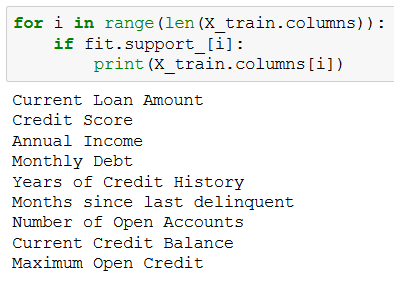 for i in range(len(X_train.columns)):
    if fit.support_[i]:
        print(X_train.columns[i])
Current Loan Amount
Credit Score
Annual Income
Monthly Debt
Years of Credit History
Months since last delinquent
Number of Open Accounts
Current Credit Balance
Maximum Open Credit